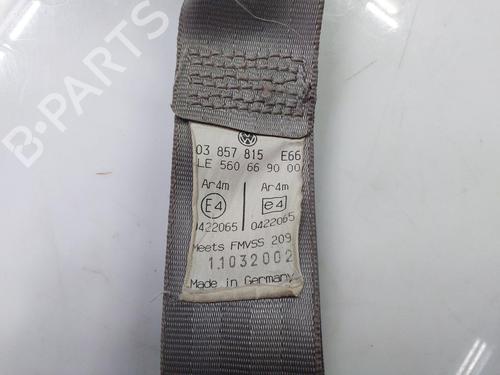 B-PARTS
03 857 815 E66
LE 560 66 90 00
Ar4m Ar4m
E4 e4
0422065 0422065
Meets FMVSS 209
11032002
Made in Germany